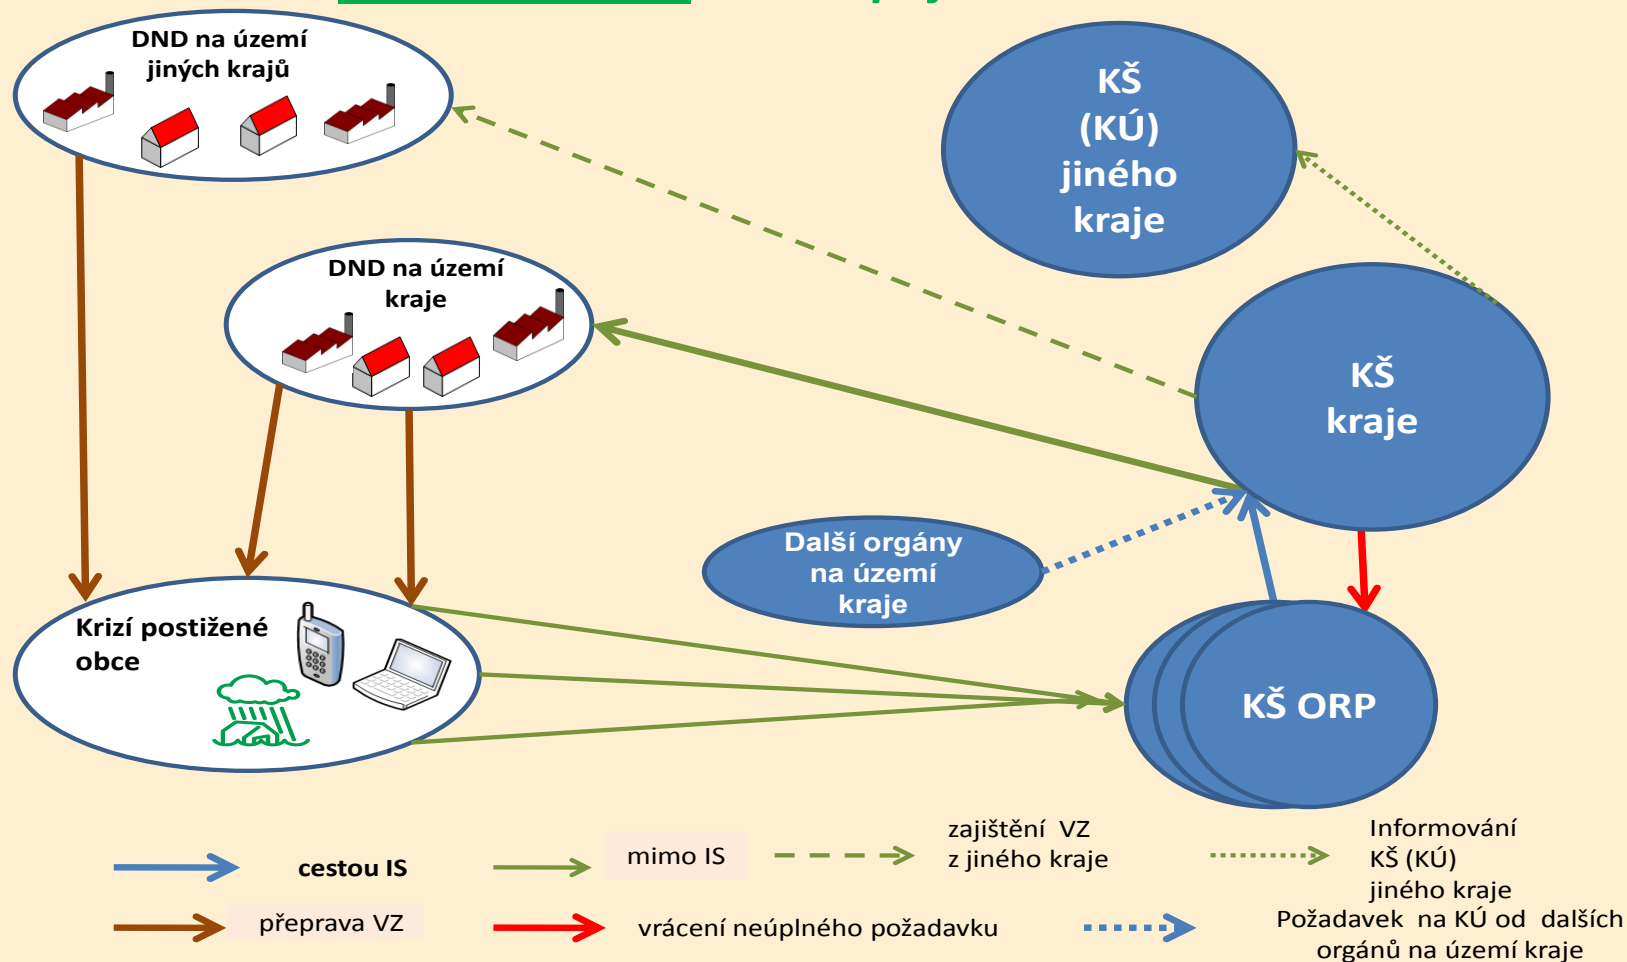 DND na území
jiných krajů
KŠ
(KÚ)
jiného
kraje
DND na území
kraje
KŠ
kraje
Další orgány
na území
kraje
Krizí postižené
obce
KŠ ORP
cestou IS
mimo IS
zajištění VZ
z jiného kraje
Informování
KŠ (KÚ)
jiného kraje
přeprava VZ
vrácení neúplného požadavku
Požadavek na KÚ od dalších
orgánů na území kraje